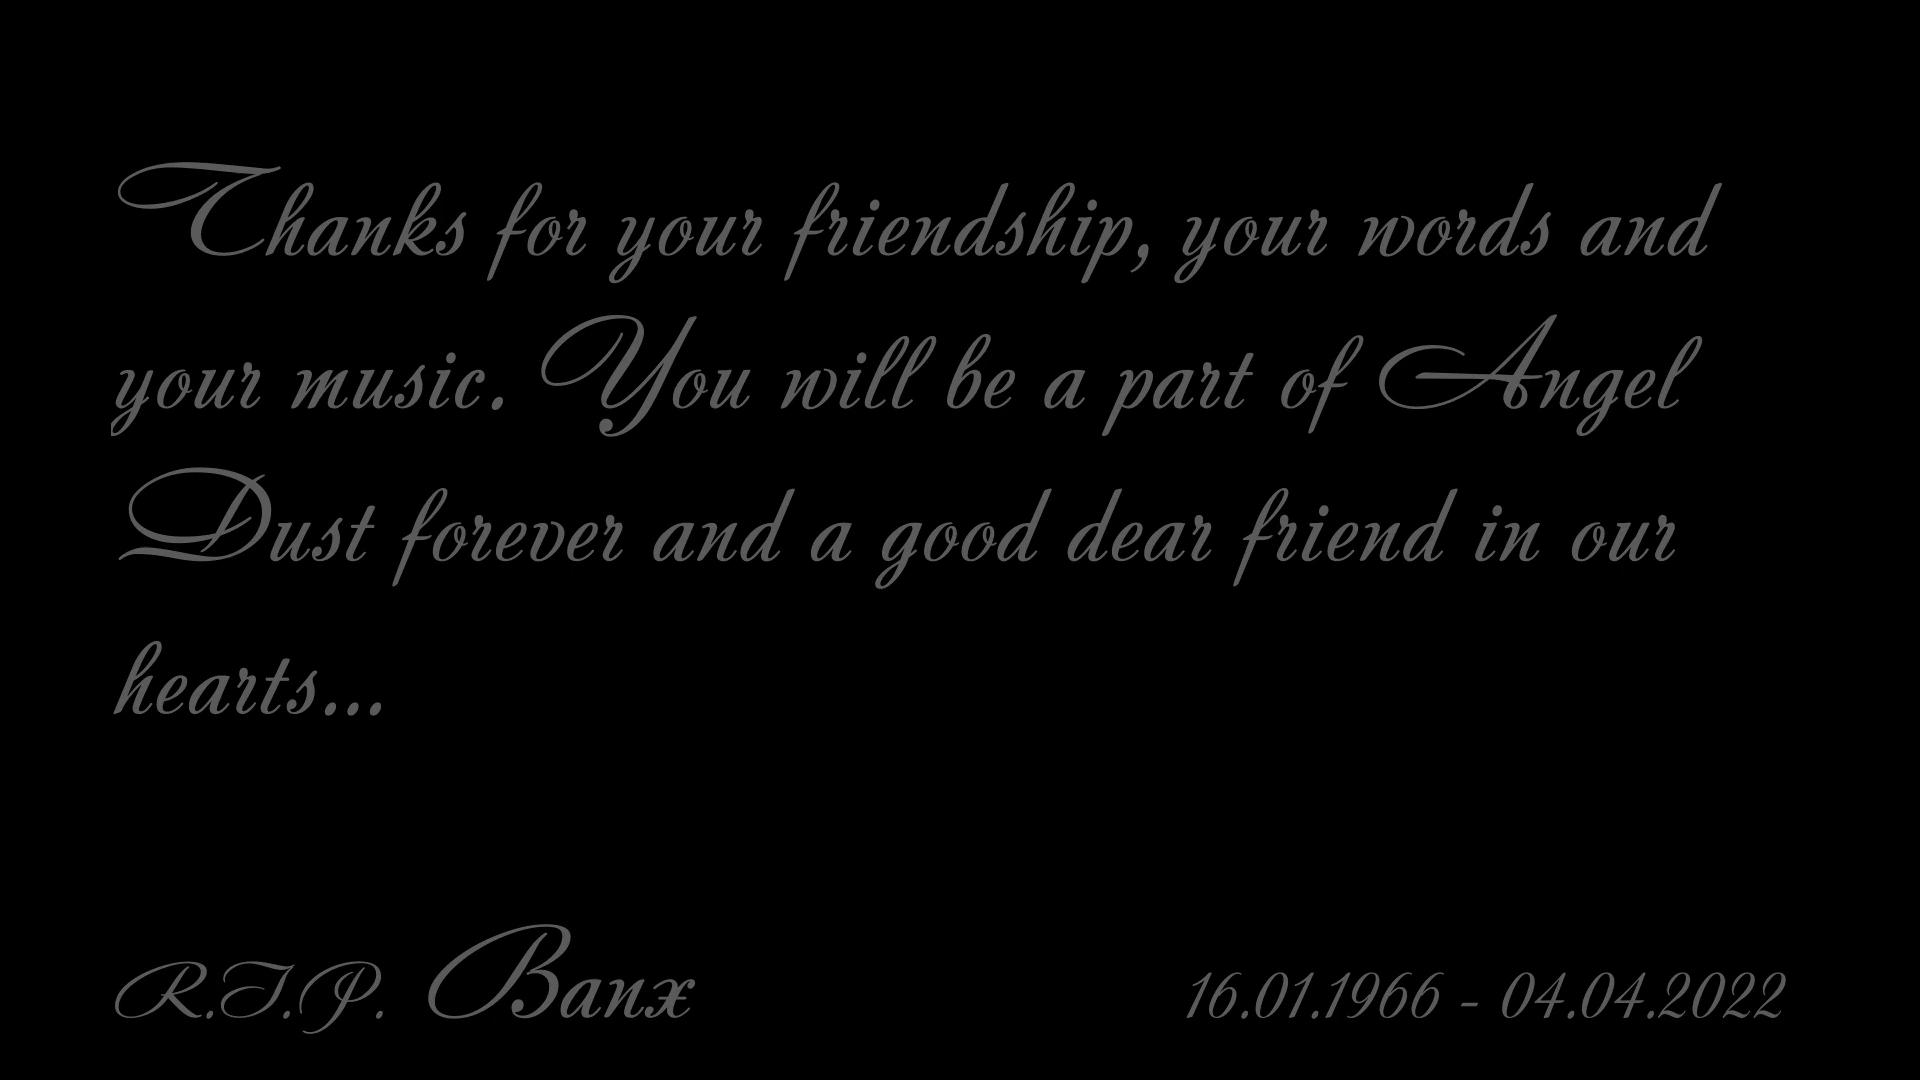 Thanks for your friendship, your words and
your music. You will be a part of Angel
Dust forever and a good dear friend in our
hearts...
R.I.P. Banx 16.01.1966 - 04.04.2022